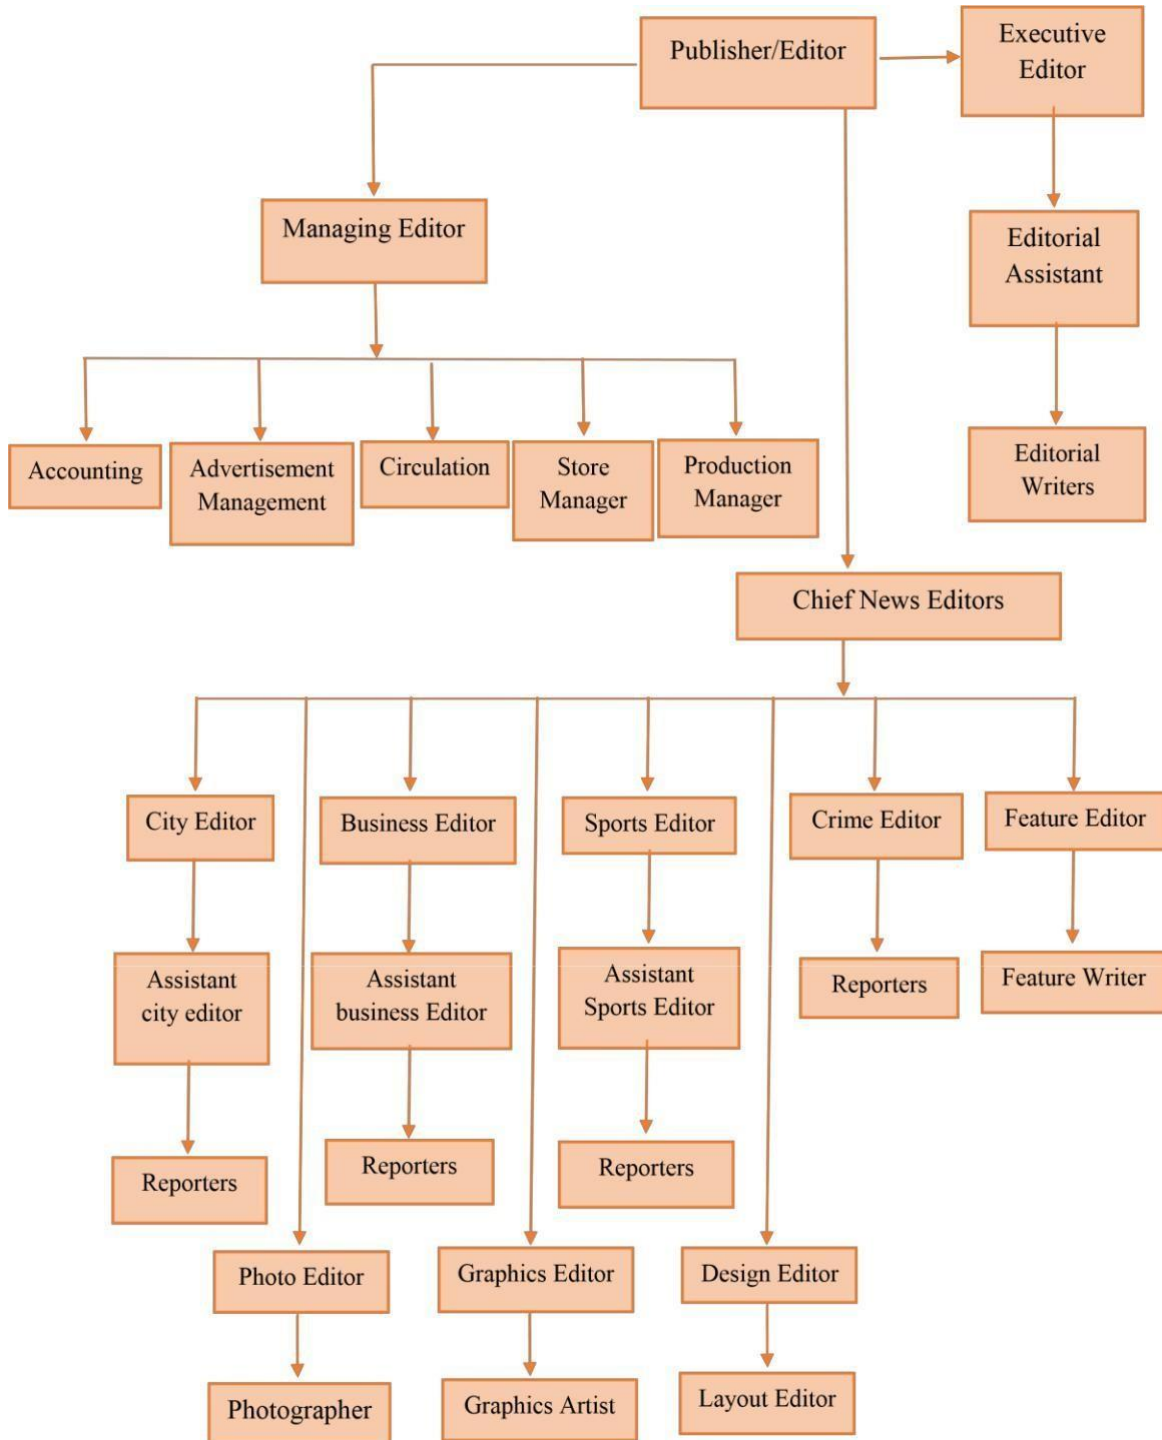 Publisher/Editor
Executive
Editor
Managing Editor
Editorial
Assistant
Accounting
Advertisement
Management
Circulation
Store
Manager
Production
Manager
Editorial
Writers
Chief News Editors
City Editor
Business Editor
Sports Editor
Crime Editor
Feature Editor
Assistant
city editor
Assistant
business Editor
Assistant
Sports Editor
Reporters
Feature Writer
Reporters
Reporters
Reporters
Photo Editor
Graphics Editor
Design Editor
Photographer
Graphics Artist
Layout Editor